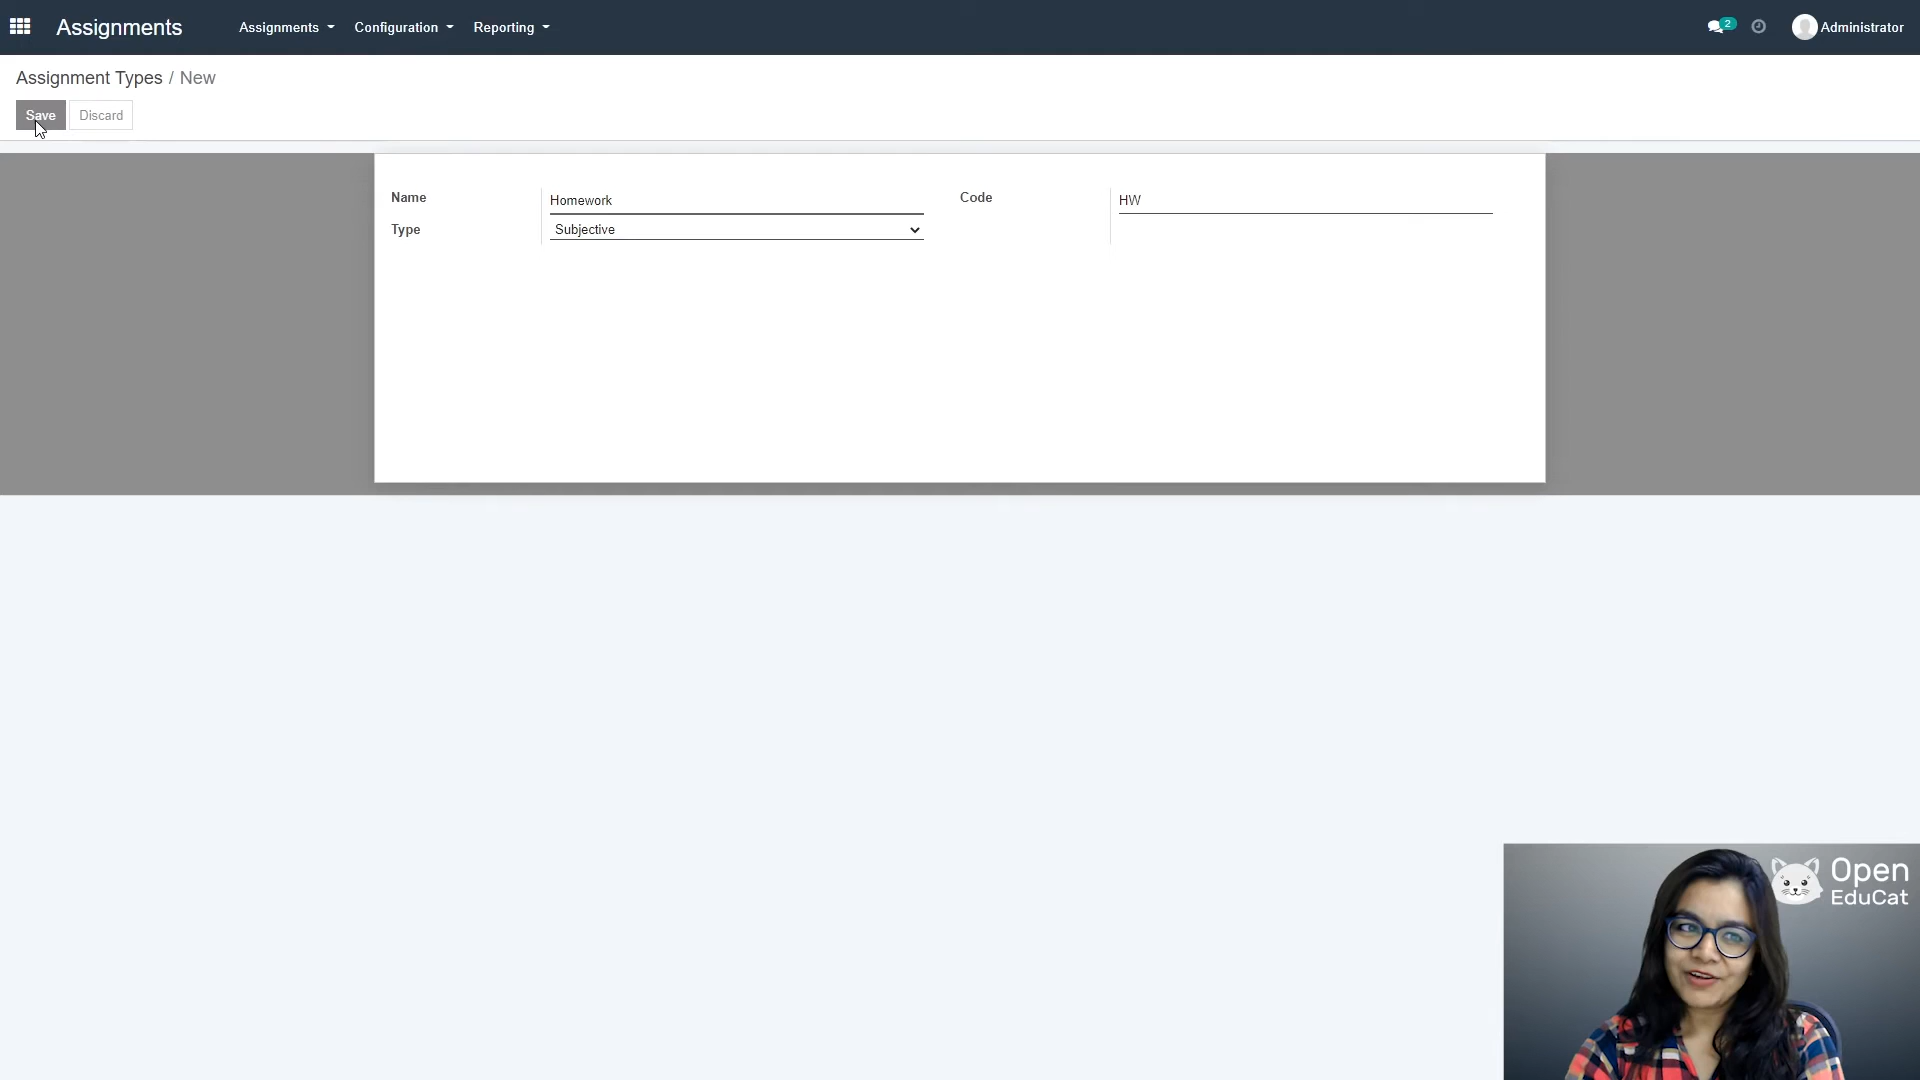 Assignments Assignments Configuration Reporting 2 Administrator
Assignment Types / New
Save Discard
Name Homework Code HW
Type Subjective
Open
EduCat